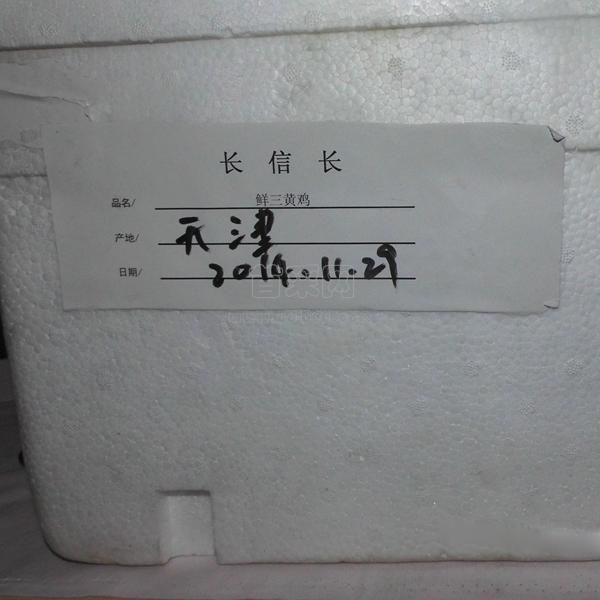 长信长
品名/ 鲜三黄鸡
产地/ 天津
日期/ 2014.11.29